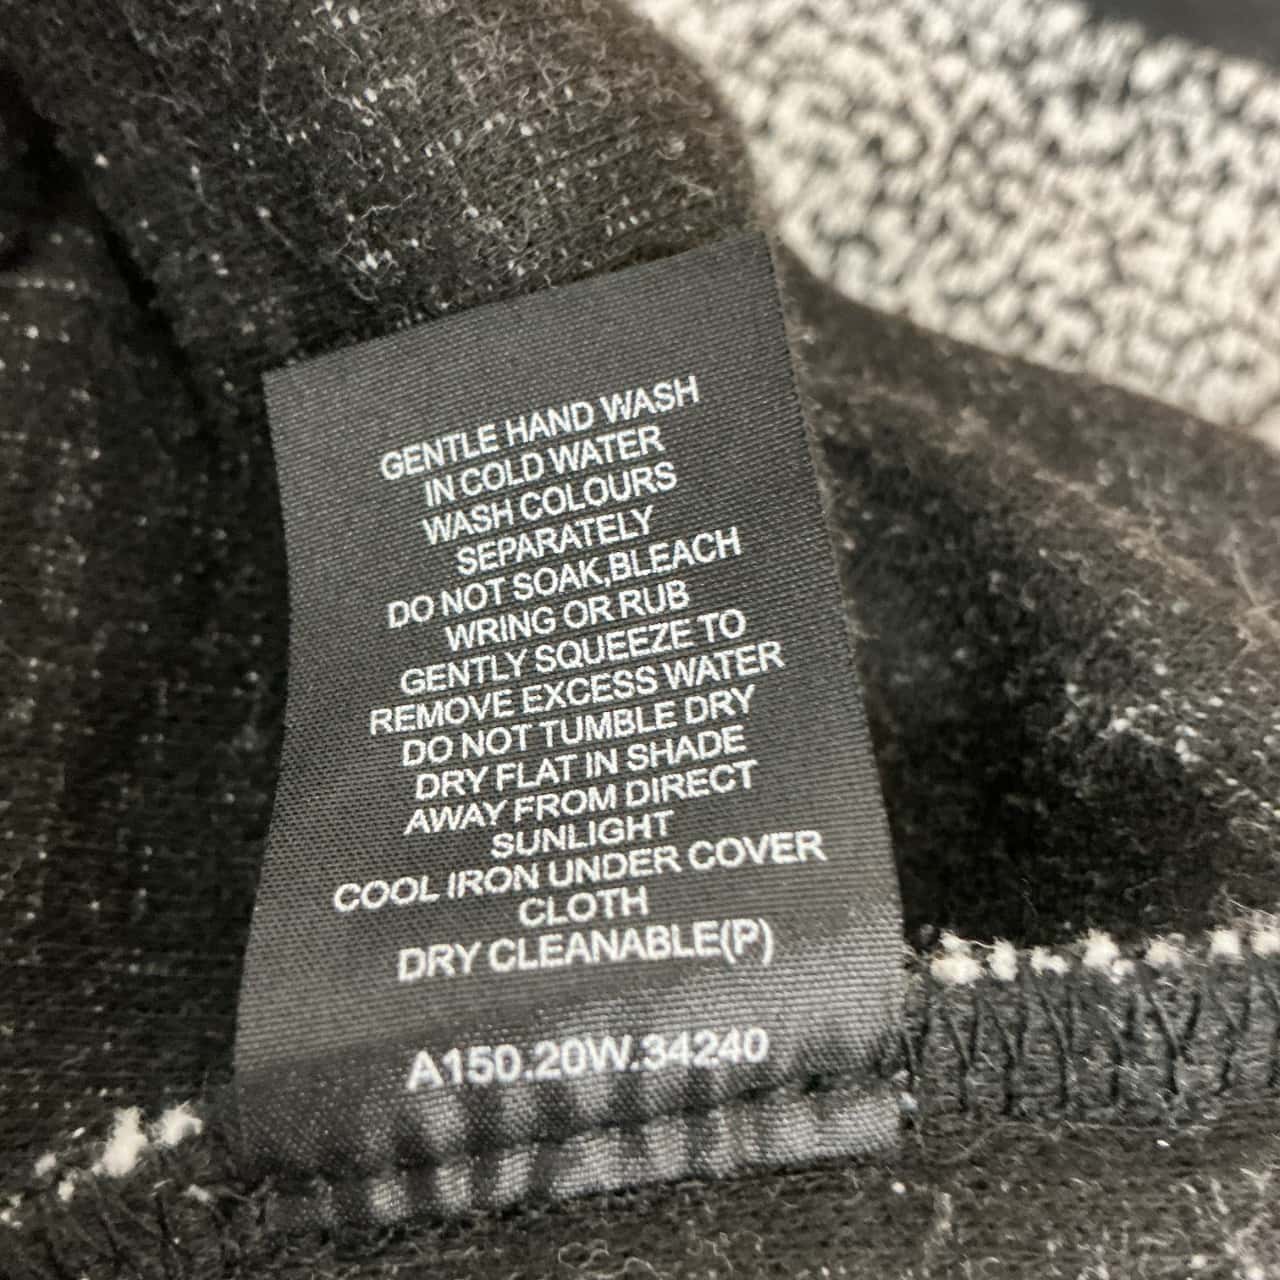 GENTLE HAND WASH
IN COLD WATER
WASH COLOURS
SEPARATELY
DO NOT SOAK,BLEACH
WRING OR RUB
GENTLY SQUEEZE TO
REMOVE EXCESS WATER
DO NOT TUMBLE DRY
DRY FLAT IN SHADE
AWAY FROM DIRECT
SUNLIGHT
COOL IRON UNDER COVER
CLOTH
DRY CLEANABLE(P)
A150.20W.34240